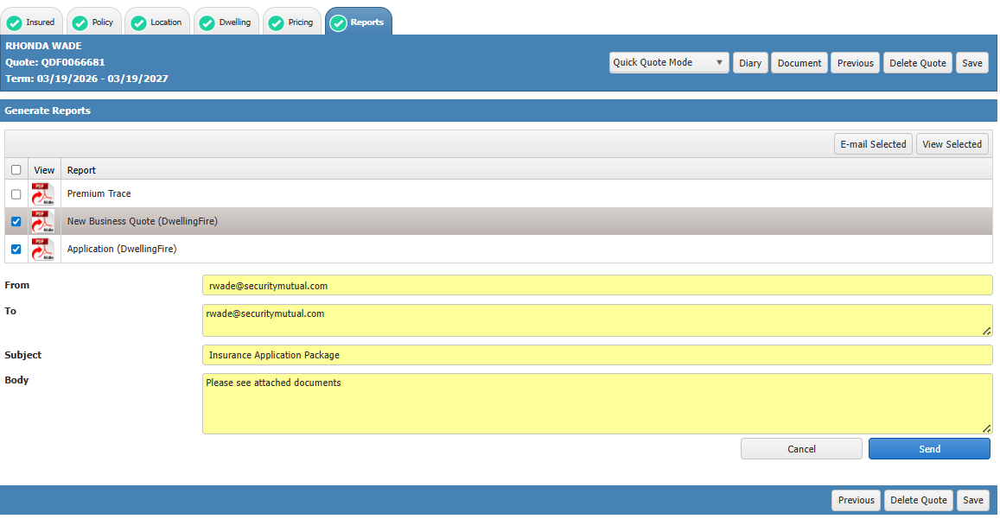 Insured Policy Location Dwelling Pricing Reports
RHONDA WADE
Quote: QDF0066681
Term: 03/19/2026 - 03/19/2027
Quick Quote Mode Diary Document Previous Delete Quote Save
Generate Reports
E-mail Selected View Selected
View Report
PDF Adobe Premium Trace
PDF Adobe New Business Quote (DwellingFire)
PDF Adobe Application (DwellingFire)
From rwade@securitymutual.com
To rwade@securitymutual.com
Subject Insurance Application Package
Body Please see attached documents
Cancel Send
Previous Delete Quote Save